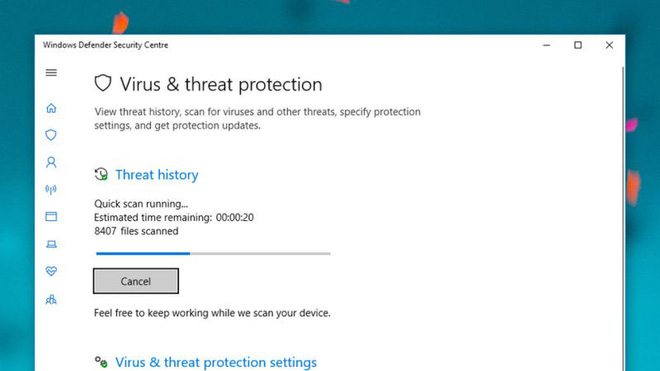 Windows Defender Security Centre
Virus & threat protection
View threat history, scan for viruses and other threats, specify protection
settings, and get protection updates.
Threat history
Quick scan running...
Estimated time remaining: 00:00:20
8407 files scanned
Cancel
Feel free to keep working while we scan your device.
Virus & threat protection settings